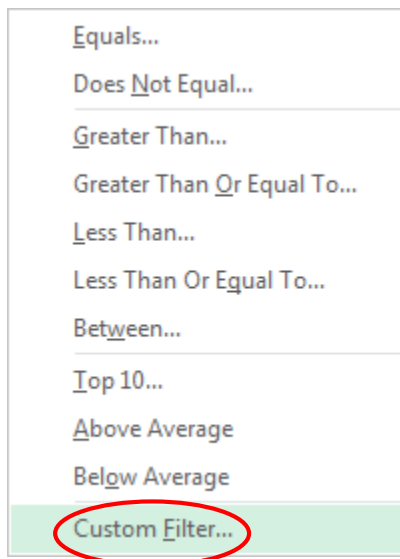 Equals...
Does Not Equal...
Greater Than...
Greater Than Or Equal To...
Less Than...
Less Than Or Equal To...
Between...
Top 10...
Above Average
Below Average
Custom Filter...